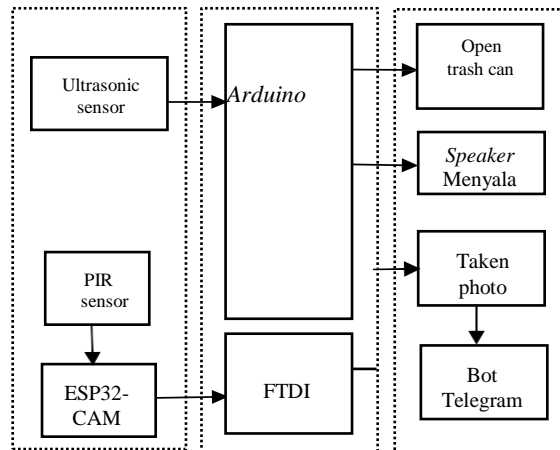 Ultrasonic
sensor
PIR
sensor
ESP32-
CAM
Arduino
FTDI
Open
trash can
Speaker
Menyala
Taken
photo
Bot
Telegram